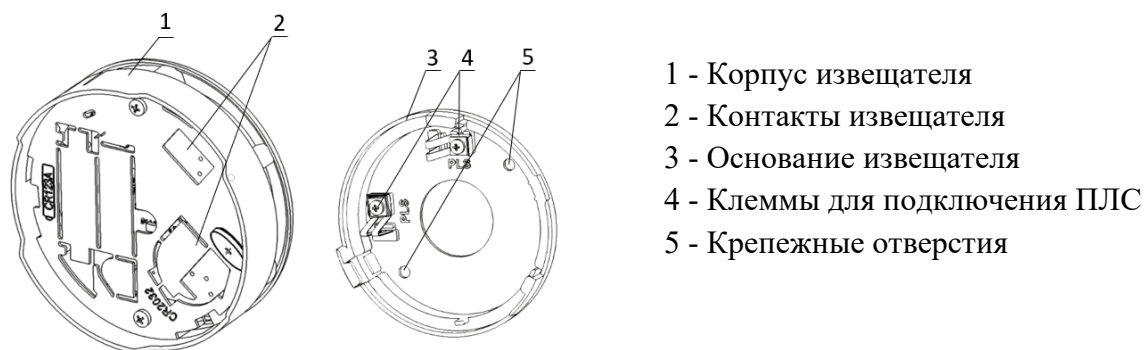 1
2
3
4
5
PLS
PLS
CR123A
CR2032
1 - Корпус извещателя
2 - Контакты извещателя
3 - Основание извещателя
4 - Клеммы для подключения ПЛС
5 - Крепежные отверстия